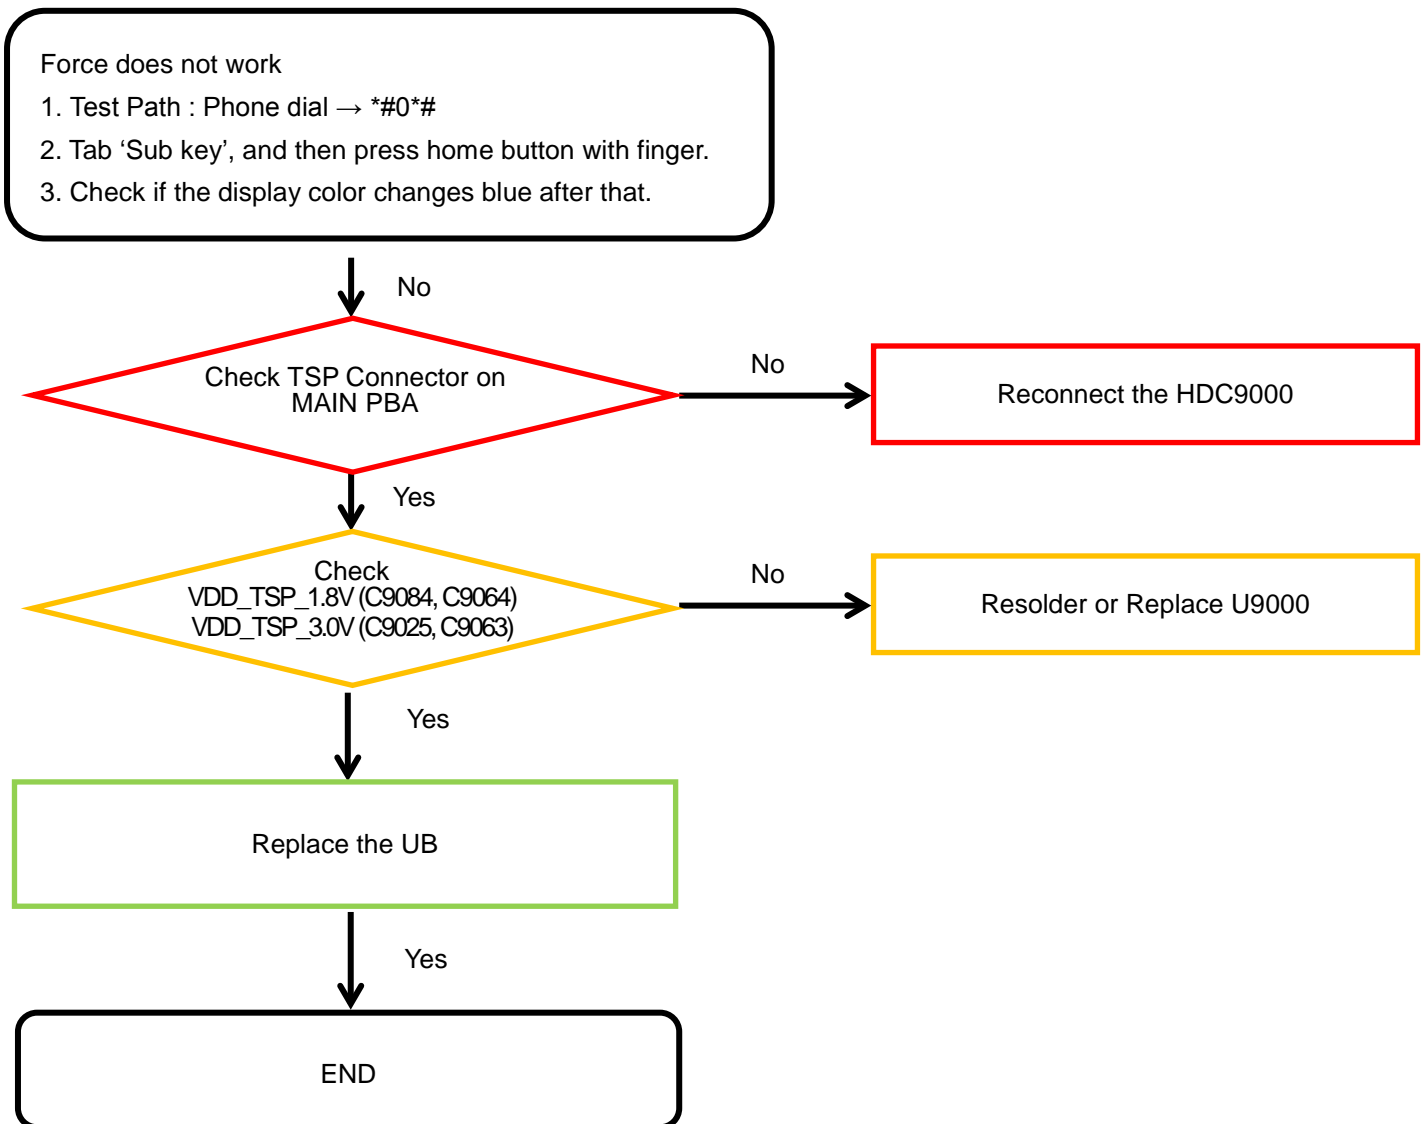 Force does not work
1. Test Path : Phone dial → *#0*#
2. Tab ‘Sub key’, and then press home button with finger.
3. Check if the display color changes blue after that.
No
Check TSP Connector on
MAIN PBA
No
Reconnect the HDC9000
Yes
Check
VDD_TSP_1.8V (C9084, C9064)
VDD_TSP_3.0V (C9025, C9063)
No
Resolder or Replace U9000
Yes
Replace the UB
Yes
END